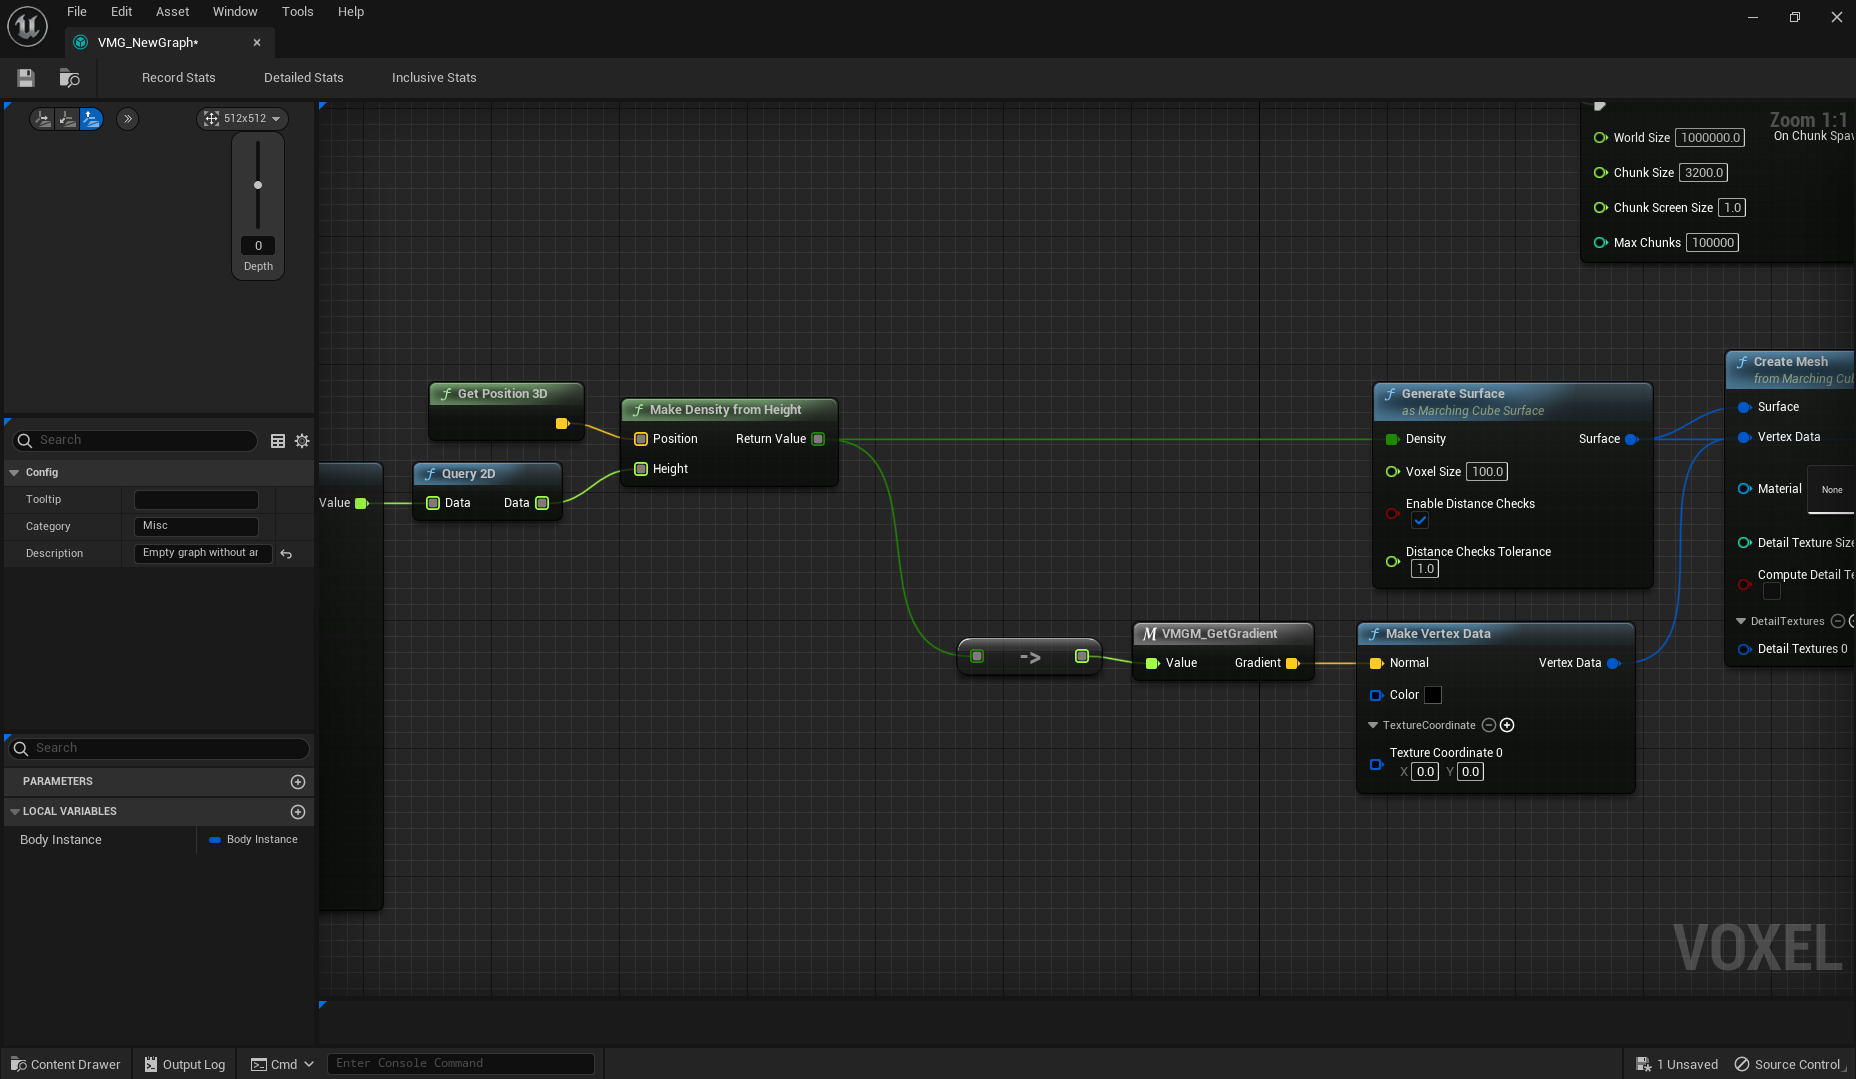 File Edit Asset Window Tools Help
VMG_NewGraph*
Record Stats Detailed Stats Inclusive Stats
512x512
0
Depth
Search
Config
Tooltip
Category Misc
Description Empty graph without ar
Search
PARAMETERS
LOCAL VARIABLES
Body Instance Body Instance
Zoom 1:1
On Chunk Spaw
World Size 1000000.0
Chunk Size 3200.0
Chunk Screen Size 1.0
Max Chunks 100000
Value
Get Position 3D
Query 2D
Data Data
Make Density from Height
Position Return Value
Height
->
VMGM_GetGradient
Value Gradient
Generate Surface
as Marching Cube Surface
Density Surface
Voxel Size 100.0
Enable Distance Checks
Distance Checks Tolerance
1.0
Make Vertex Data
Normal Vertex Data
Color
TextureCoordinate
Texture Coordinate 0
X 0.0 Y 0.0
Create Mesh
from Marching Cub
Surface
Vertex Data
Material None
Detail Texture Size
Compute Detail Te
DetailTextures
Detail Textures 0
VOXEL
Content Drawer Output Log Cmd Enter Console Command 1 Unsaved Source Control